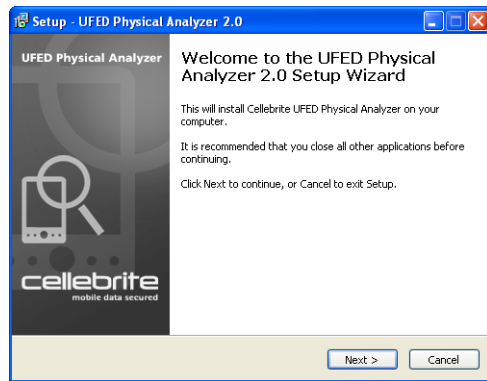 Setup - UFED Physical Analyzer 2.0
UFED Physical Analyzer
Welcome to the UFED Physical
Analyzer 2.0 Setup Wizard
This will install Cellebrite UFED Physical Analyzer on your
computer.
It is recommended that you close all other applications before
continuing.
Click Next to continue, or Cancel to exit Setup.
cellebrite
mobile data secured
Next >
Cancel